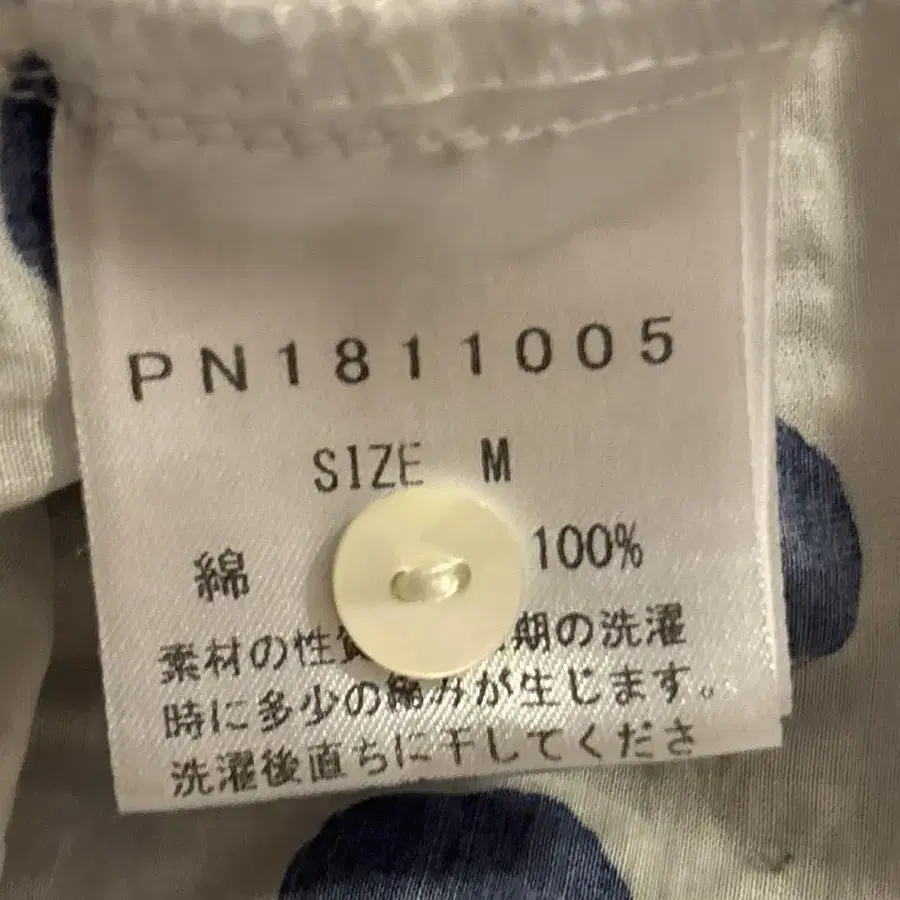 PN1811005
SIZE M
綿 100%
素材の性質 期の洗濯
時に多少の縮みが生じます。
洗濯後直ちに干してくださ